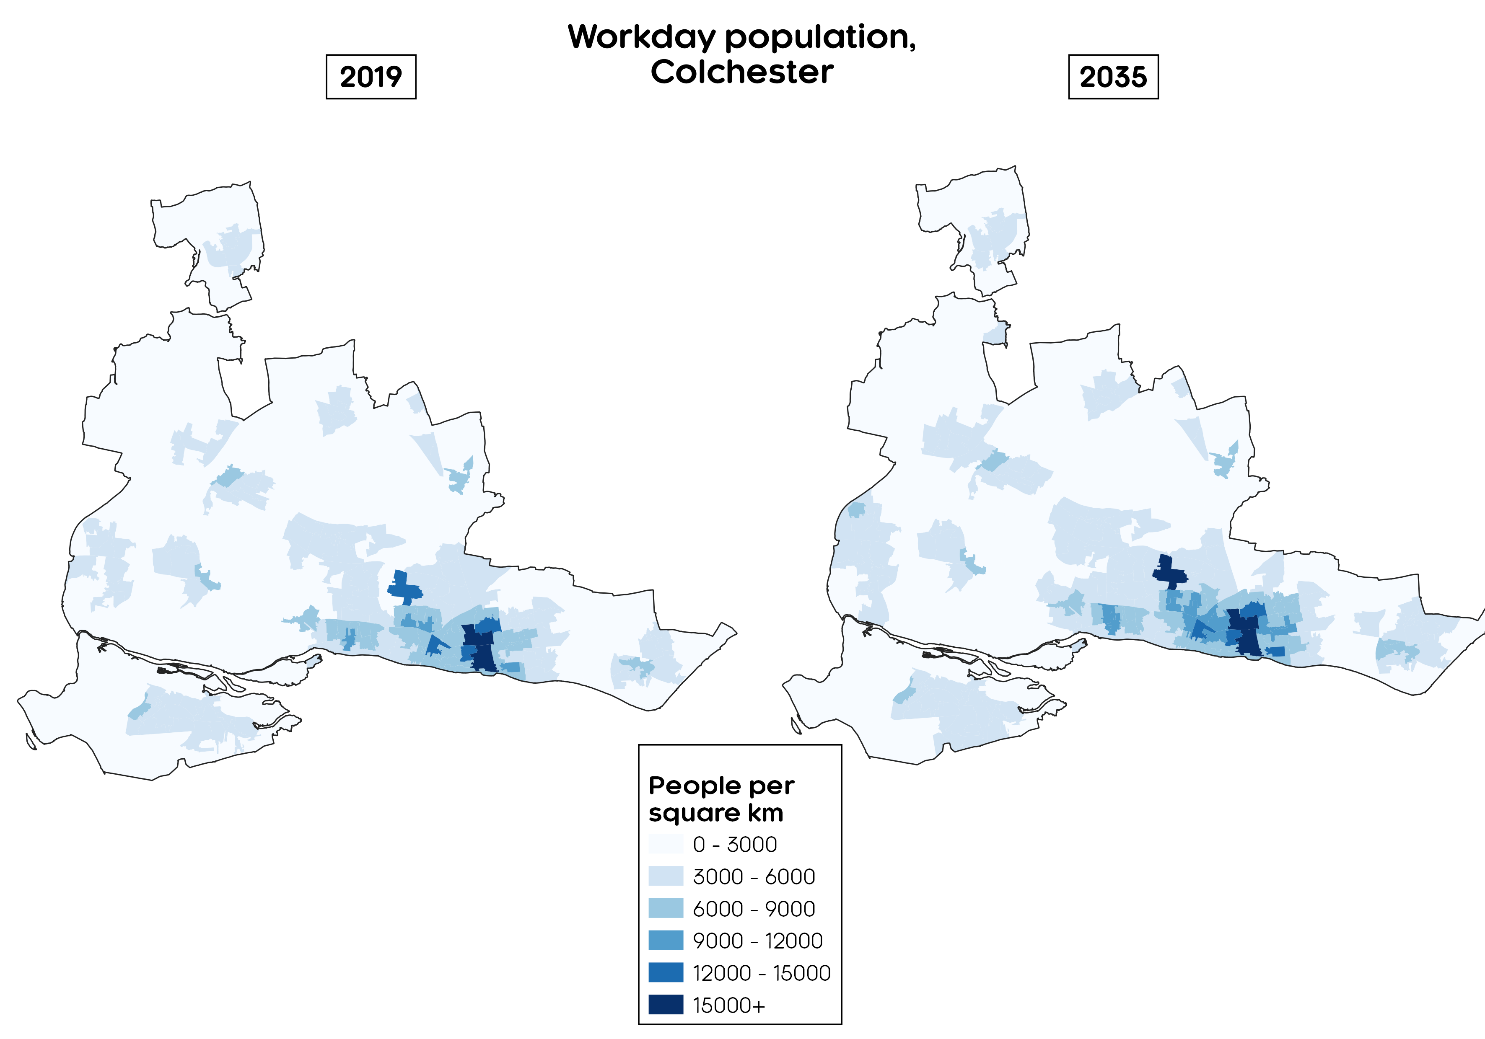 Workday population,
Colchester
2019
2035
People per
square km
0 - 3000
3000 - 6000
6000 - 9000
9000 - 12000
12000 - 15000
15000+